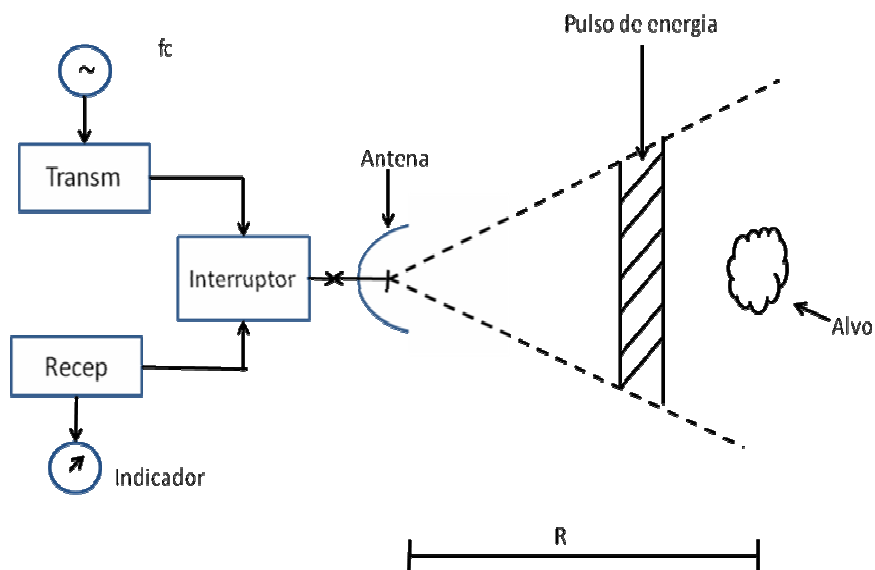 Pulso de energia
fc
Antena
Transm
Interruptor
Alvo
Recep
Indicador
R